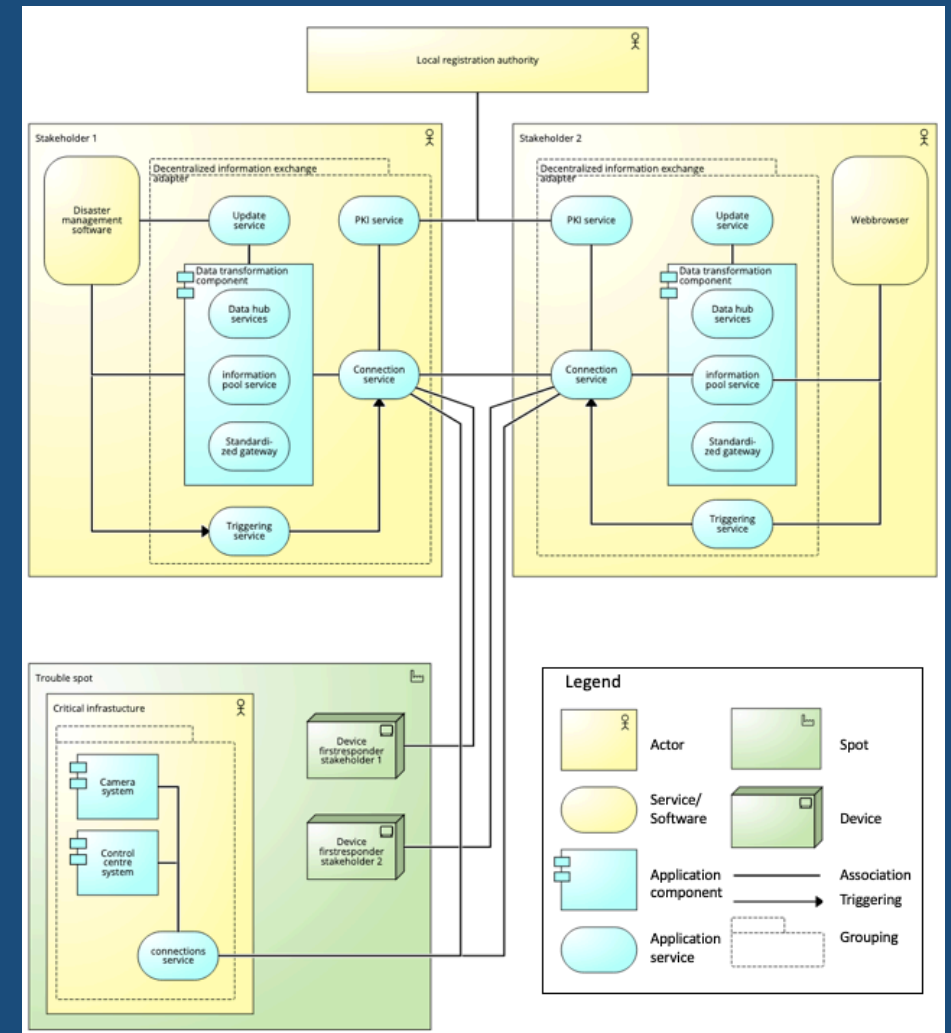 Local registration authority
Stakeholder 1
Decentralized information exchange
adapter
Disaster
management
software
Update
service
PKI service
Data transformation
component
Data hub
services
information
pool service
Connection
service
Standardi-
zed gateway
Triggering
service
Stakeholder 2
Decentralized information exchange
adapter
PKI service
Update
service
Webbrowser
Data transformation
component
Data hub
services
Connection
service
information
pool service
Standardi-
zed gateway
Triggering
service
Trouble spot
Critical infrastucture
Camera
system
Control
centre
system
connections
service
Device
firstresponder
stakeholder 1
Device
firstresponder
stakeholder 2
Legend
Actor
Spot
Service/
Software
Device
Application
component
Association
Triggering
Application
service
Grouping